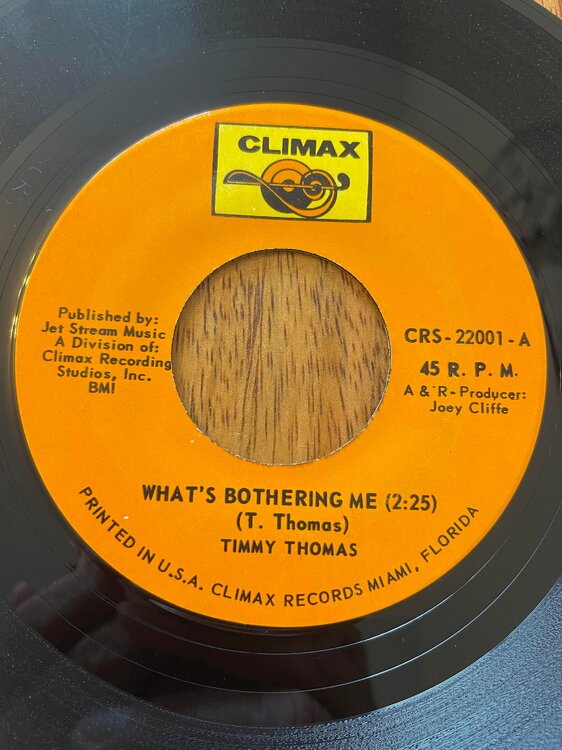 CLIMAX
Published by:
Jet Stream Music
A Division of:
Climax Recording
Studios, Inc.
BMI
CRS-22001-A
45 R. P. M.
A & R-Producer:
Joey Cliffe
WHAT'S BOTHERING ME (2:25)
(T. Thomas)
TIMMY THOMAS
PRINTED IN U.S.A. CLIMAX RECORDS MIAMI, FLORIDA